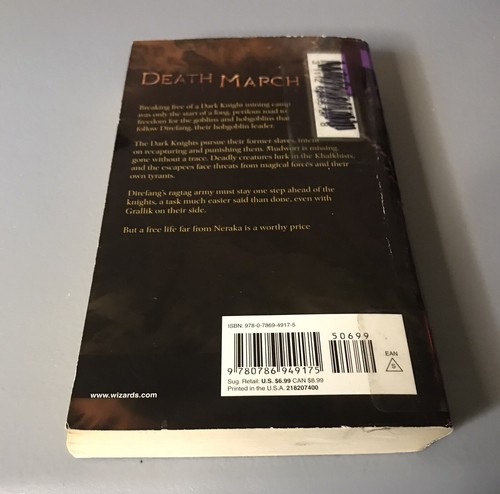 DEATH MARCH
Breaking free of a Dark Knight mining camp
was only the start of a long, perilous road to
freedom for the goblins and hobgoblins that
follow Direfang, their hobgoblin leader.
The Dark Knights pursue their former slaves, intent
on recapturing and punishing them. Mudwort is missing,
gone without a trace. Deadly creatures lurk in the Khalkhists,
and the escapees face threats from magical forces and their
own tyrants.
Direfang's ragtag army must stay one step ahead of the
knights, a task much easier said than done, even with
Grallik on their side.
But a free life far from Neraka is a worthy price
ISBN: 978-0-7869-4917-5
50699
9 780786 949175
EAN
S
Sug. Retail: U.S. $6.99 CAN $8.99
Printed in the U.S.A. 218207400
www.wizards.com